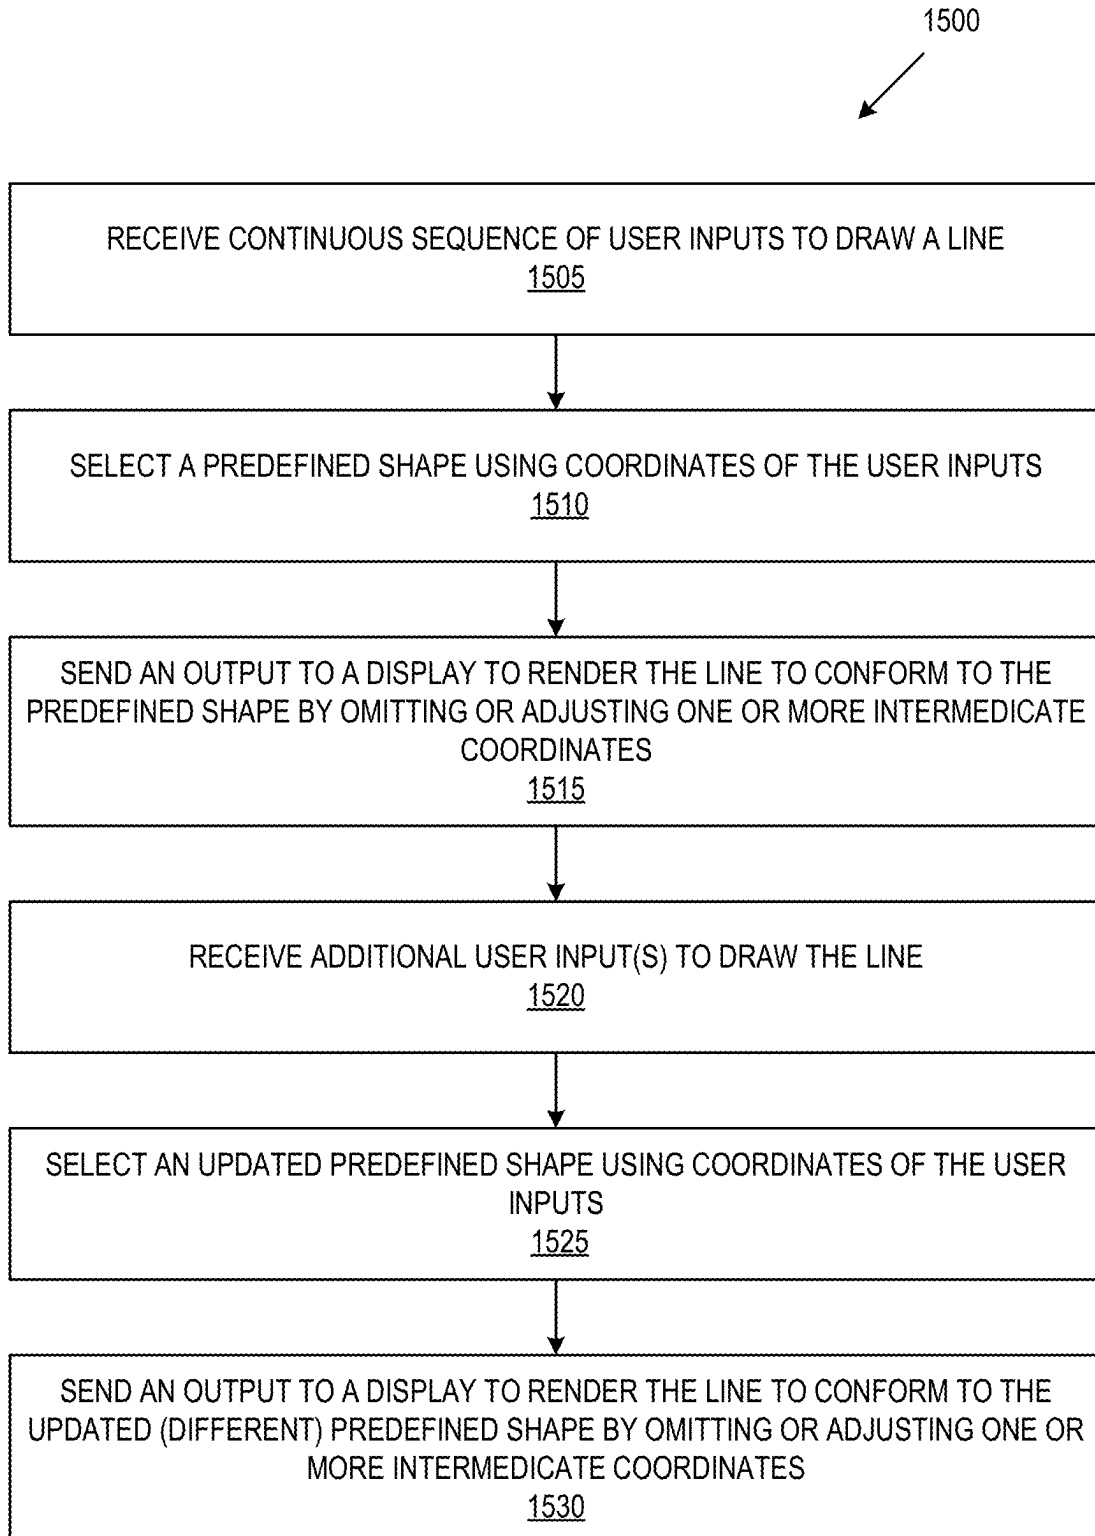 1500
RECEIVE CONTINUOUS SEQUENCE OF USER INPUTS TO DRAW A LINE
1505
SELECT A PREDEFINED SHAPE USING COORDINATES OF THE USER INPUTS
1510
SEND AN OUTPUT TO A DISPLAY TO RENDER THE LINE TO CONFORM TO THE
PREDEFINED SHAPE BY OMITTING OR ADJUSTING ONE OR MORE INTERMEDICATE
COORDINATES
1515
RECEIVE ADDITIONAL USER INPUT(S) TO DRAW THE LINE
1520
SELECT AN UPDATED PREDEFINED SHAPE USING COORDINATES OF THE USER
INPUTS
1525
SEND AN OUTPUT TO A DISPLAY TO RENDER THE LINE TO CONFORM TO THE
UPDATED (DIFFERENT) PREDEFINED SHAPE BY OMITTING OR ADJUSTING ONE OR
MORE INTERMEDICATE COORDINATES
1530